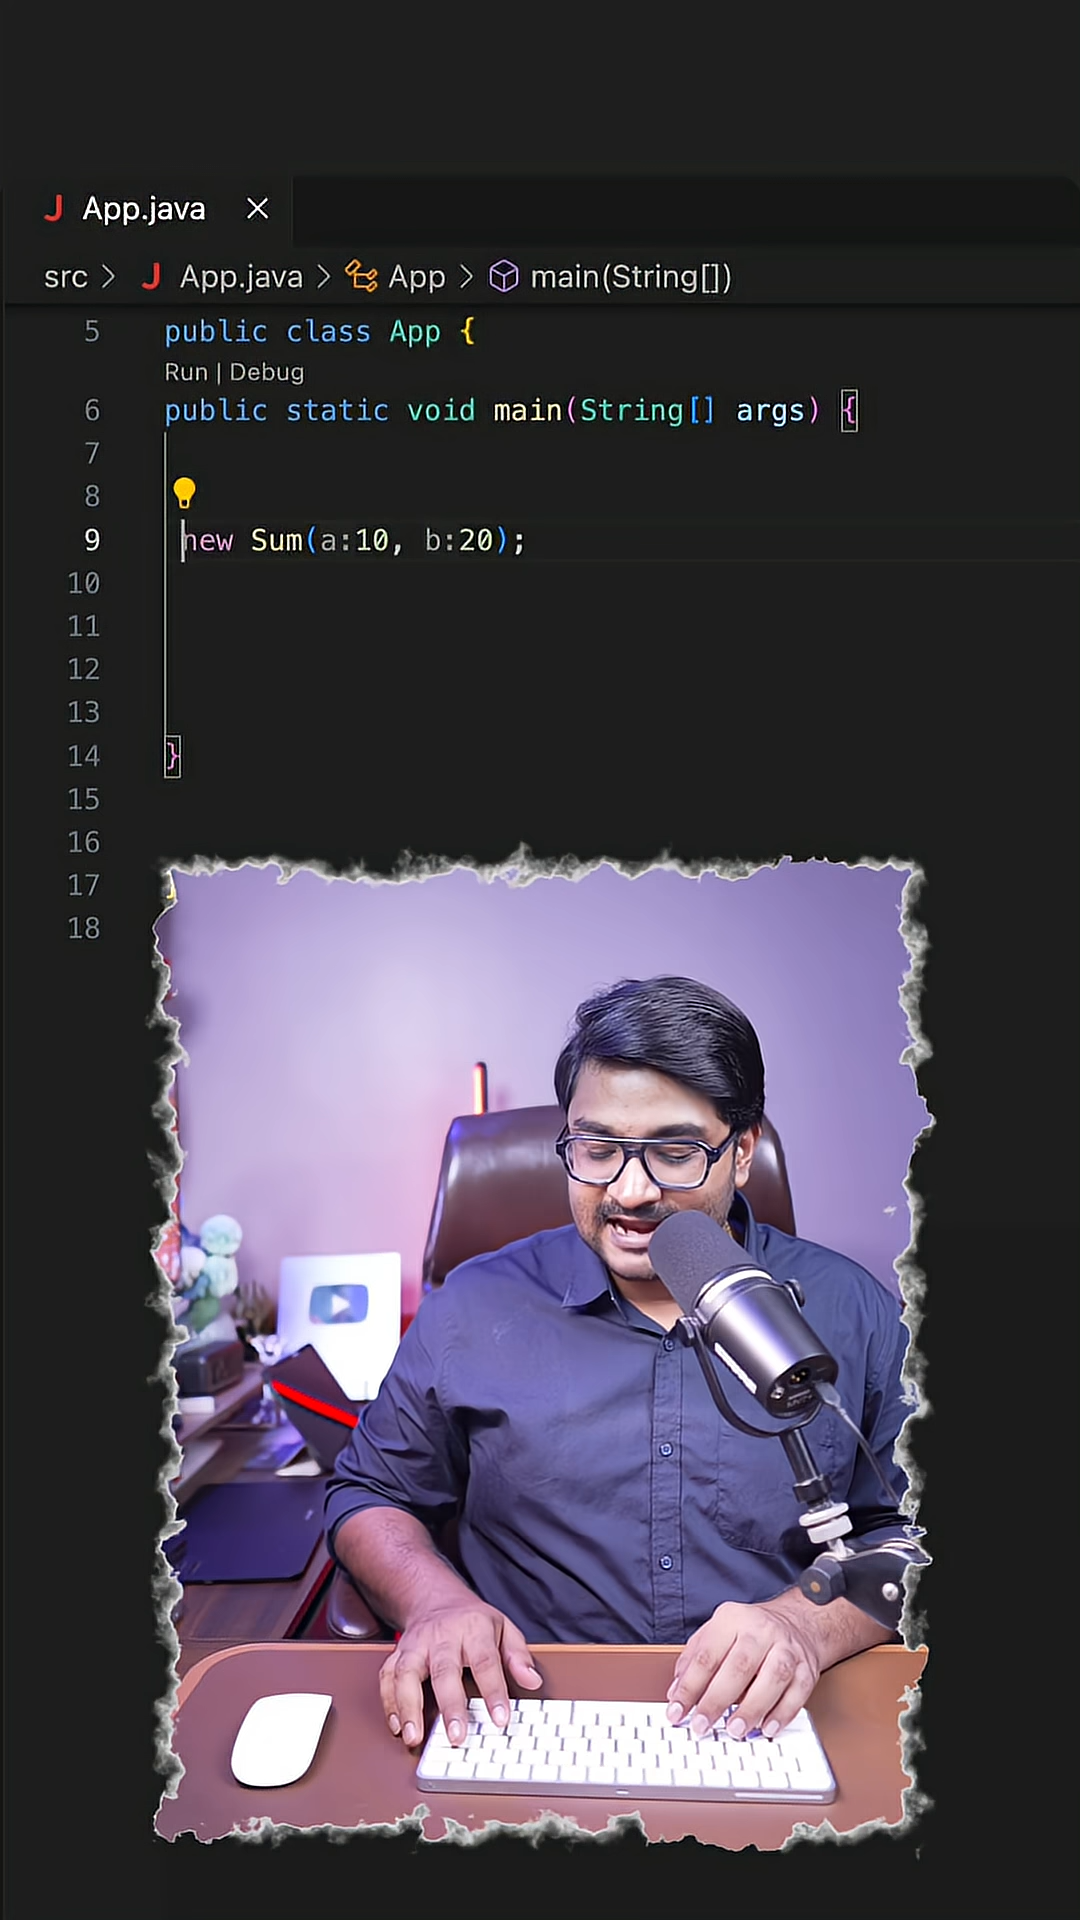 App.java
src > App.java > App > main(String[])
5 public class App {
Run | Debug
6 public static void main(String[] args) {
7
8
9 new Sum(a:10, b:20);
10
11
12
13
14 }
15
16
17 }
18